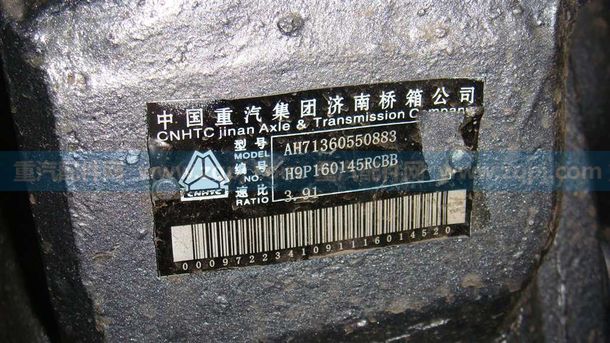 中国重汽集团济南桥箱公司
CNHTC jinan Axle & Transmission Company
型号 MODEL AH71360550883
编号 NO. H9P160145RCBB
速比 RATIO 3.91
CNHTC
0009722341091116014520